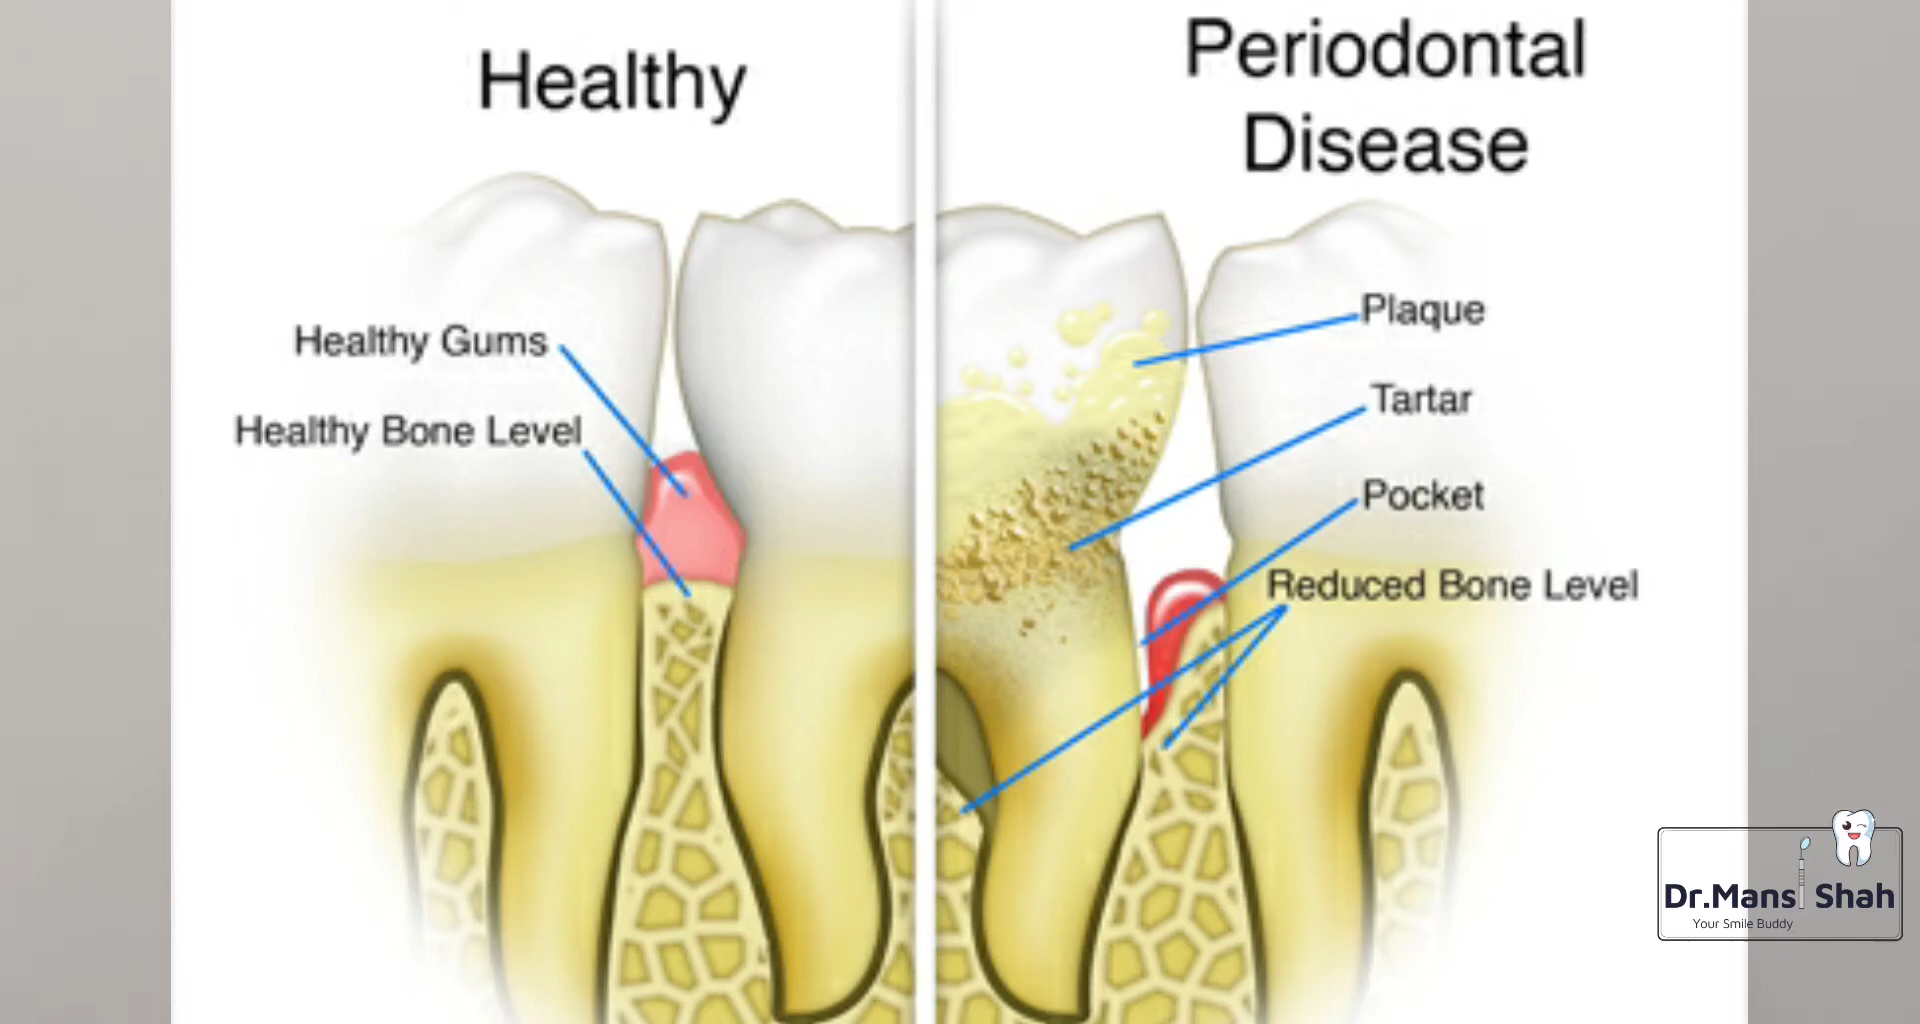 Healthy
Periodontal
Disease
Healthy Gums
Healthy Bone Level
Plaque
Tartar
Pocket
Reduced Bone Level
Dr.Mansi Shah
Your Smile Buddy